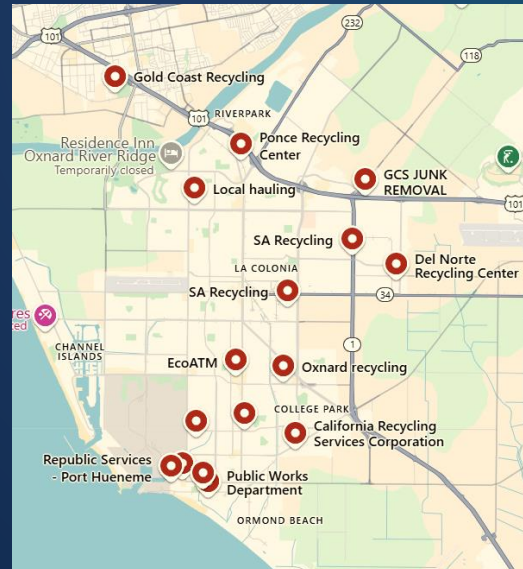 232
101
118
Gold Coast Recycling
101
RIVERPARK
Ponce Recycling
Center
Residence Inn
Oxnard River Ridge
Temporarily closed
GCS JUNK
REMOVAL
Local hauling
101
SA Recycling
Del Norte
Recycling Center
LA COLONIA
SA Recycling
34
res
ed
CHANNEL
ISLANDS
1
EcoATM
Oxnard recycling
COLLEGE PARK
California Recycling
Services Corporation
Republic Services
- Port Hueneme
Public Works
Department
ORMOND BEACH